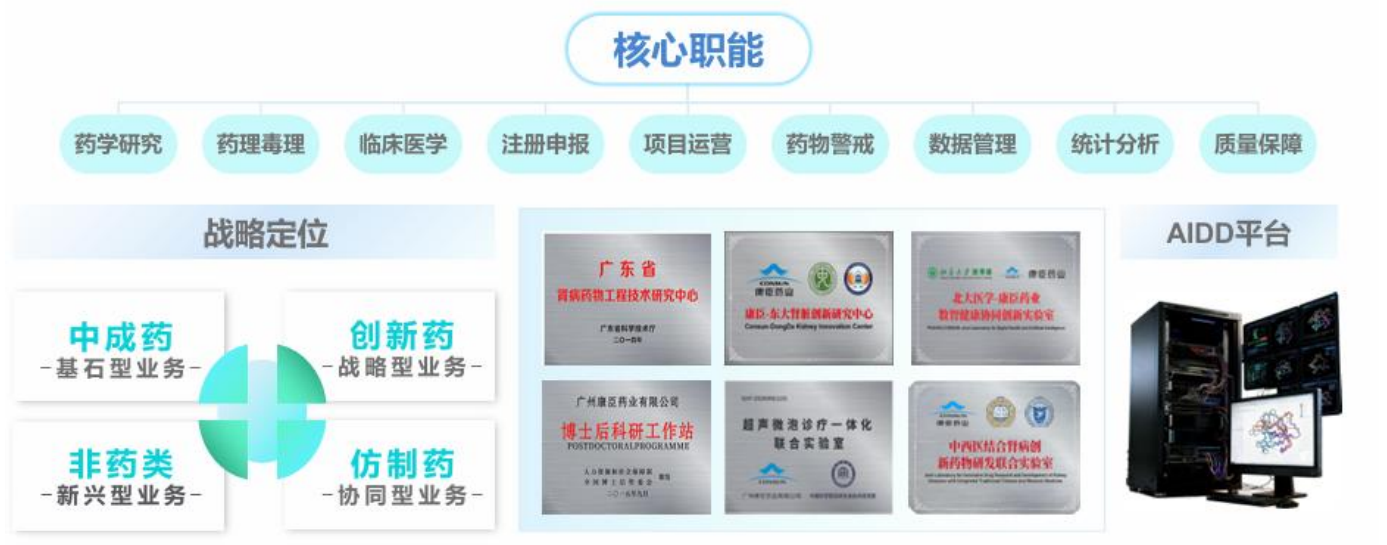 核心职能
药学研究
药理毒理
临床医学
注册申报
项目运营
药物警戒
数据管理
统计分析
质量保障
战略定位
中成药
-基石型业务-
创新药
-战略型业务-
非药类
-新兴型业务-
仿制药
-协同型业务-
广东省
肾病药物工程技术研究中心
广东省科学技术厅
二〇一四年
CONSUN
康臣药业
康臣-东大肾脏创新研究中心
Consun-DongDa Kidney Innovation Center
康臣药业
北大医学-康臣药业
数智健康协同创新实验室
广州康臣药业有限公司
博士后科研工作站
POSTDOCTORALPROGRAMME
超声微泡诊疗一体化
联合实验室
CONSUN
康臣药业
中西医结合肾病创
新药物研发联合实验室
AIDD平台